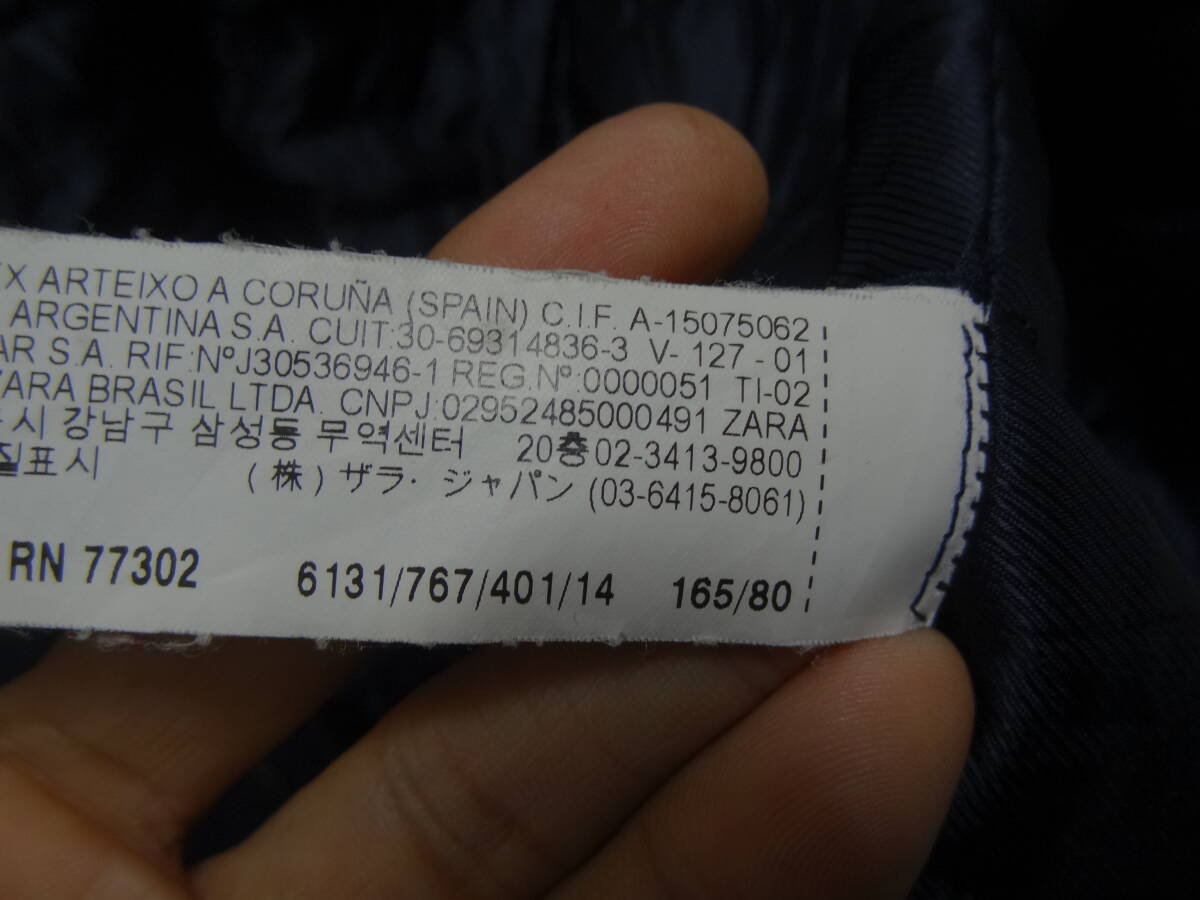 TX ARTEIXO A CORUÑA (SPAIN) C.I.F. A-15075062
ARGENTINA S.A. CUIT:30-69314836-3 V- 127 - 01
AR S.A. RIF:NºJ30536946-1 REG.Nº:0000051 TI-02
ZARA BRASIL LTDA. CNPJ:02952485000491 ZARA
시 강남구 삼성동 무역센터 20층02-3413-9800
질표시 (株) ザラ・ジャパン (03-6415-8061)
RN 77302 6131/767/401/14 165/80